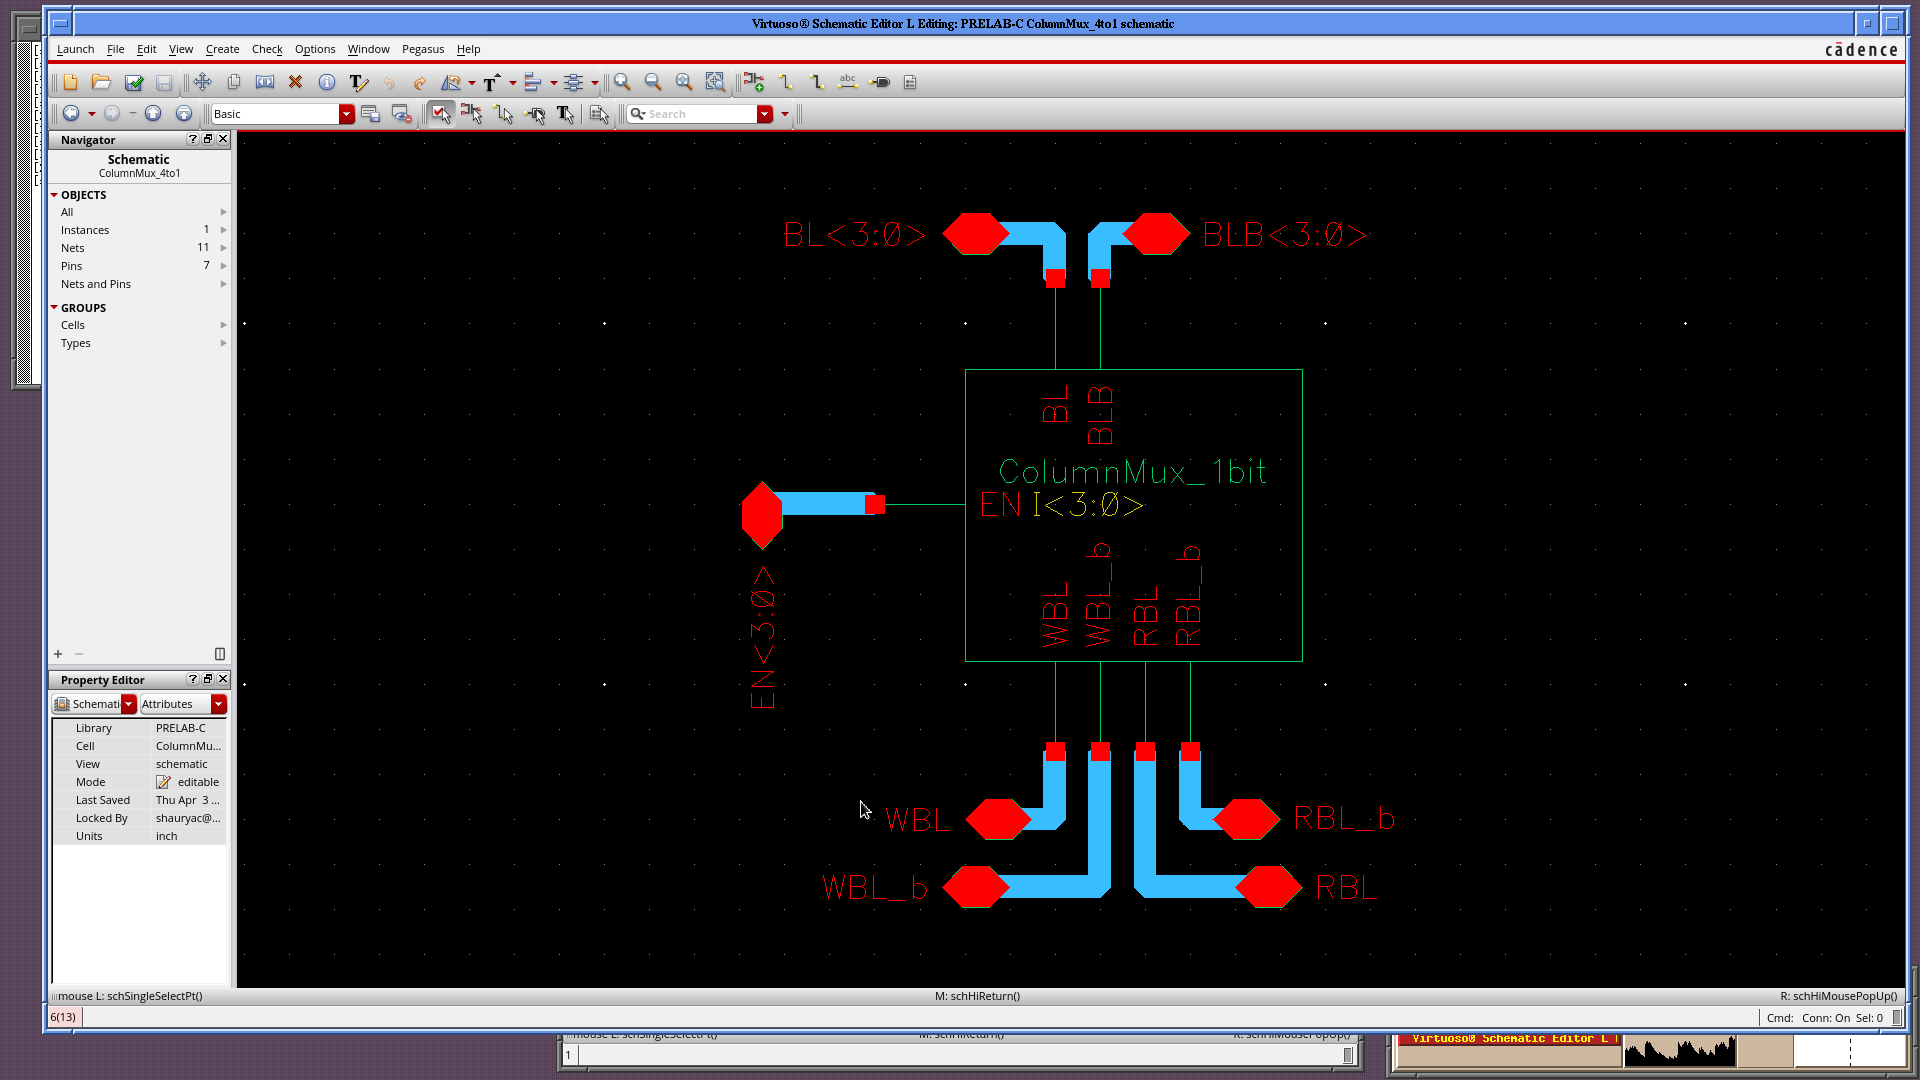 Virtuoso® Schematic Editor L Editing: PRELAB-C ColumnMux_4to1 schematic
Launch File Edit View Create Check Options Window Pegasus Help
cādence
abc
Basic
Search
Navigator
Schematic
ColumnMux_4to1
OBJECTS
All
Instances 1
Nets 11
Pins 7
Nets and Pins
GROUPS
Cells
Types
Property Editor
Schemati Attributes
Library PRELAB-C
Cell ColumnMu...
View schematic
Mode editable
Last Saved Thu Apr 3 ...
Locked By shauryac@...
Units inch
BL<3:0>
BLB<3:0>
BL
BLB
ColumnMux_1bit
EN
I<3:0>
EN<3:0>
WBL
WBL_b
RBL
RBL_b
WBL
RBL_b
WBL_b
RBL
mouse L: schSingleSelectPt() M: schHiReturn() R: schHiMousePopUp()
6(13) Cmd: Conn: On Sel: 0
mouse L: schSingleSelectPt() M: schHiReturn() R: schHiMousePopUp()
1
Virtuoso® Schematic Editor L